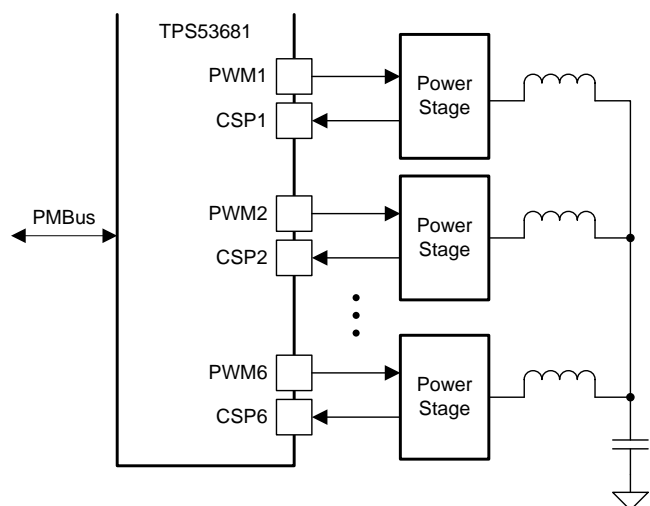 TPS53681
PWM1
CSP1
Power
Stage
PMBus
PWM2
CSP2
Power
Stage
PWM6
CSP6
Power
Stage